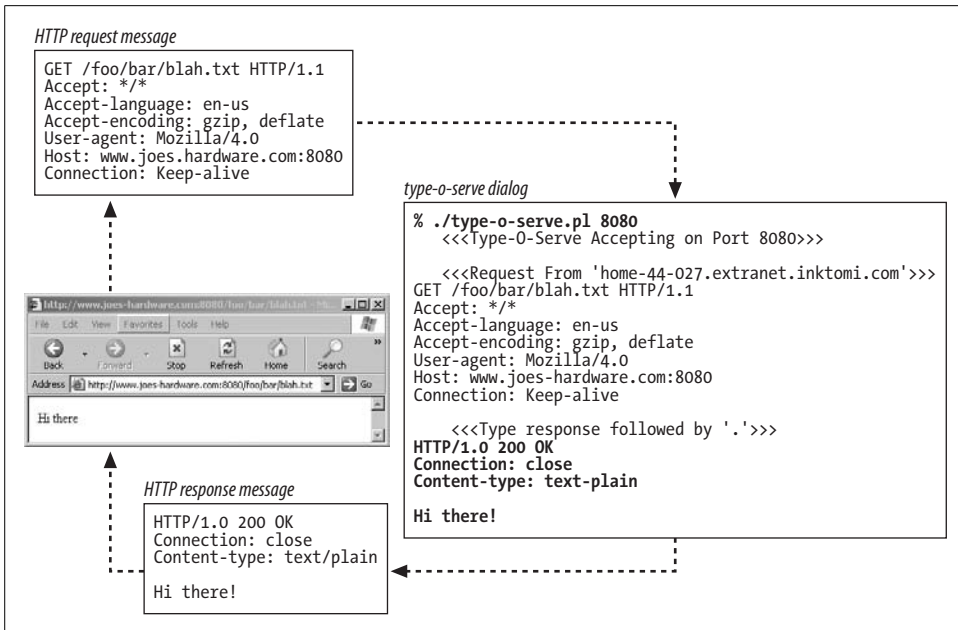 HTTP request message
GET /foo/bar/blah.txt HTTP/1.1
Accept: */*
Accept-language: en-us
Accept-encoding: gzip, deflate
User-agent: Mozilla/4.0
Host: www.joes.hardware.com:8080
Connection: Keep-alive
type-o-serve dialog
% ./type-o-serve.pl 8080
<<<Type-O-Serve Accepting on Port 8080>>>
<<<Request From 'home-44-027.extranet.inktomi.com'>>>
GET /foo/bar/blah.txt HTTP/1.1
Accept: */*
Accept-language: en-us
Accept-encoding: gzip, deflate
User-agent: Mozilla/4.0
Host: www.joes-hardware.com:8080
Connection: Keep-alive
<<<Type response followed by '.'>>>
HTTP/1.0 200 OK
Connection: close
Content-type: text-plain
Hi there!
http://www.joes-hardware.com:8080/foo/bar/blah.txt
File Edit View Favorites Tools Help
Back Forward Stop Refresh Home Search
Address http://www.joes-hardware.com:8080/foo/bar/blah.txt Go
Hi there
HTTP response message
HTTP/1.0 200 OK
Connection: close
Content-type: text/plain
Hi there!